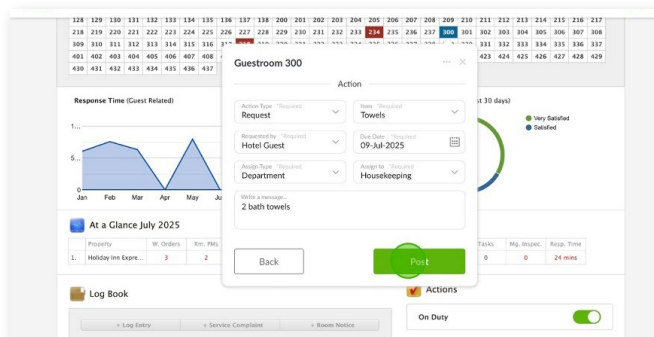 128 129 130 131 132 133 134 135 136 137 138 200 201 202 203 204 205 206 207 208 209 210 211 212 213 214 215 216 217
218 219 220 221 222 223 224 225 226 227 228 229 230 231 232 233 234 235 236 237 300 301 302 303 304 305 306 307 308
309 310 311 312 313 314 315 316 331 332 333 334 335 336 337
401 402 403 404 405 406 407 408 423 424 425 426 427 428 429
430 431 432 433 434 435 436 437
Guestroom 300
Action
Action Type *Required
Request
Item *Required
Towels
Requested by *Required
Hotel Guest
Due Date *Required
09-Jul-2025
Assign Type *Required
Department
Assign to *Required
Housekeeping
Write a message...
2 bath towels
Back
Post
Response Time (Guest Related)
1...
5...
0
Jan Feb Mar Apr May
st 30 days)
Very Satisfied
Satisfied
At a Glance July 2025
Property W. Orders Rm. PMs Tasks Mg. Inspec. Resp. Time
1. Holiday Inn Expre... 3 2 0 0 24 mins
Log Book
+ Log Entry + Service Complaint + Room Notice
Actions
On Duty